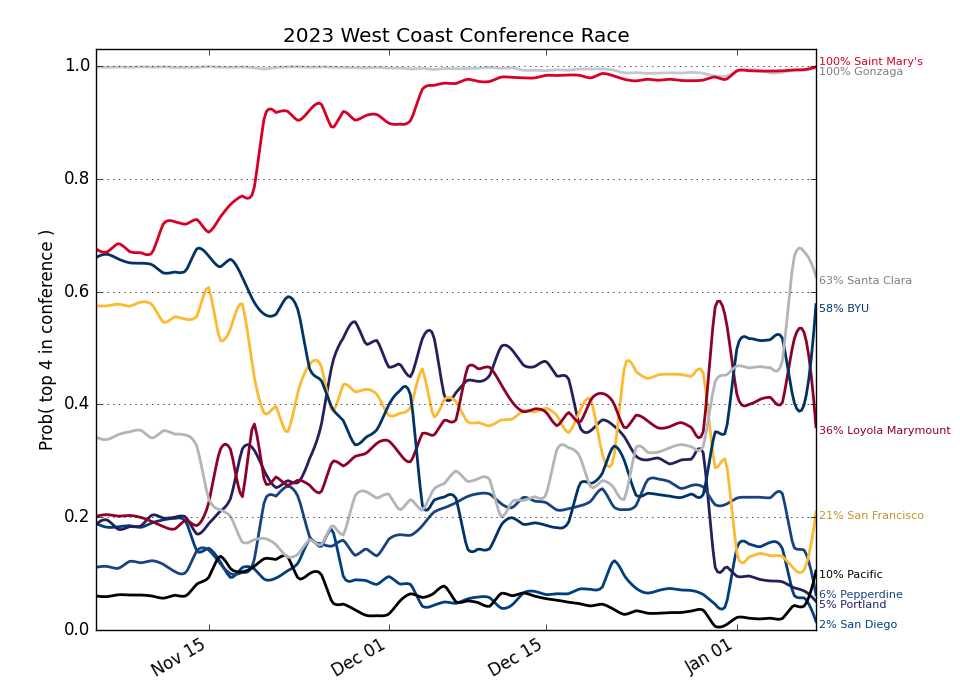 2023 West Coast Conference Race
Prob( top 4 in conference )
1.0
0.8
0.6
0.4
0.2
0.0
Nov 15
Dec 01
Dec 15
Jan 01
100% Saint Mary's
100% Gonzaga
63% Santa Clara
58% BYU
36% Loyola Marymount
21% San Francisco
10% Pacific
6% Pepperdine
5% Portland
2% San Diego